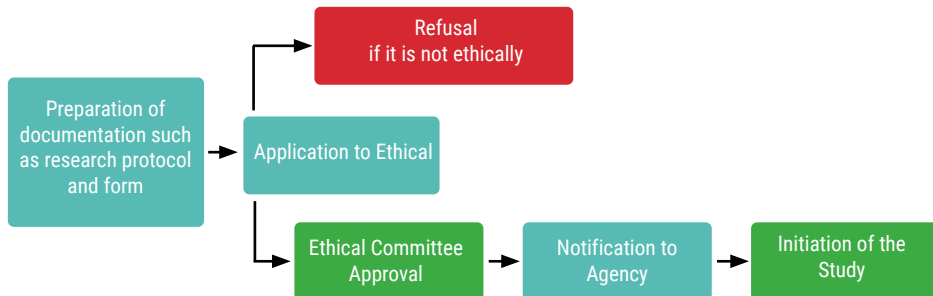 Refusal
if it is not ethically
Preparation of
documentation such
as research protocol
and form
Application to Ethical
Ethical Committee
Approval
Notification to
Agency
Initiation of the
Study